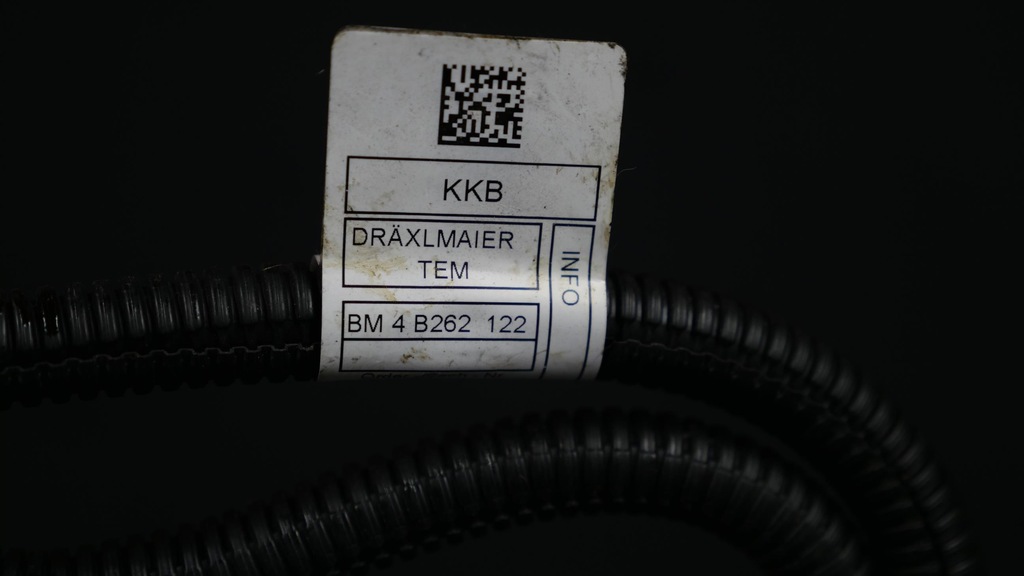 KKB
DRÄXLMAIER
TEM
INFO
BM 4 B262 122